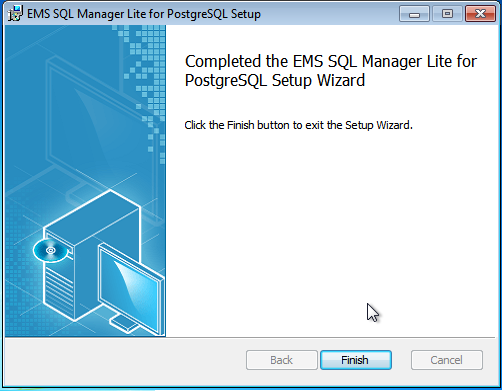 EMS SQL Manager Lite for PostgreSQL Setup
Completed the EMS SQL Manager Lite for
PostgreSQL Setup Wizard
Click the Finish button to exit the Setup Wizard.
Back
Finish
Cancel